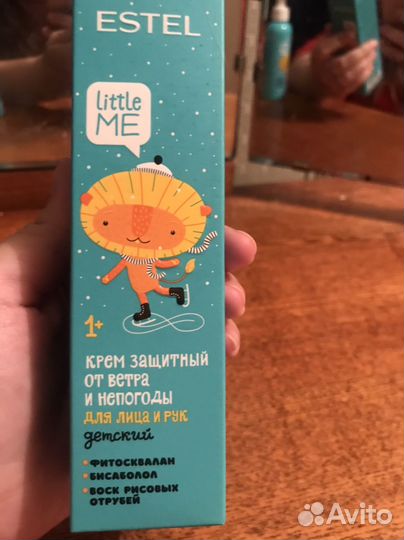 ESTEL
little
ME
1+
КРЕМ ЗАЩИТНЫЙ
ОТ ВЕТРА
И НЕПОГОДЫ
ДЛЯ ЛИЦА И РУК
детский
• ФИТОСКВАЛАН
• БИСАБОЛОЛ
• ВОСК РИСОВЫХ
ОТРУБЕЙ
Avito